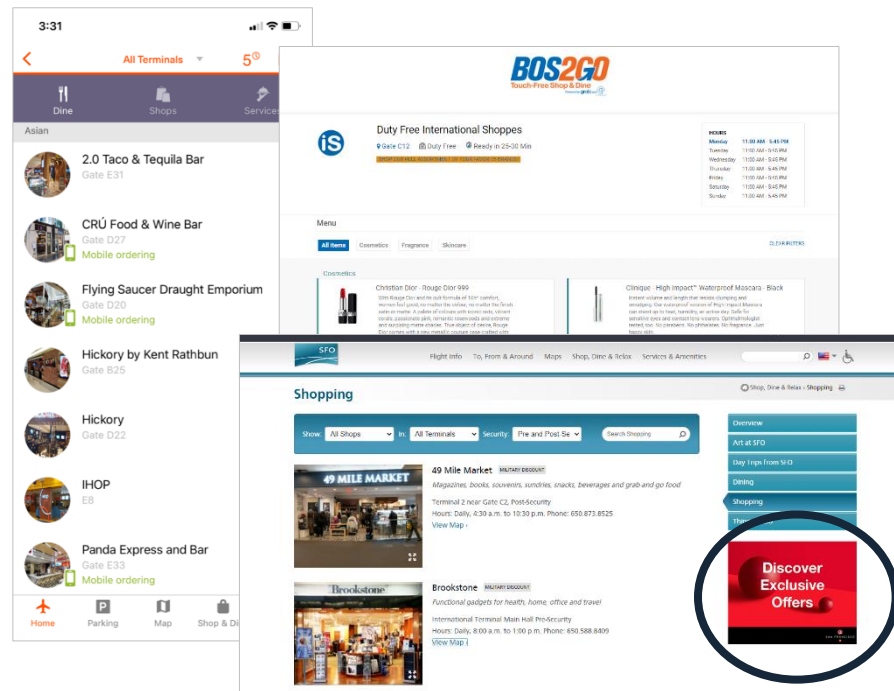 3:31
All Terminals
5
Dine
Shops
Services
Asian
2.0 Taco & Tequila Bar
Gate E31
CRÚ Food & Wine Bar
Gate D27
Mobile ordering
Flying Saucer Draught Emporium
Gate D20
Mobile ordering
Hickory by Kent Rathbun
Gate B25
Hickory
Gate D22
IHOP
E8
Panda Express and Bar
Gate E33
Mobile ordering
Home
Parking
Map
Shop & Di
BOS2GO
Touch-Free Shop & Dine
iS
Duty Free International Shoppes
Gate C12 Duty Free Ready in 25-30 Min
HOURS
Monday 11:00 AM - 5:45 PM
Tuesday 11:00 AM - 5:45 PM
Wednesday 11:00 AM - 5:45 PM
Thursday 11:00 AM - 5:45 PM
Friday 11:00 AM - 5:45 PM
Saturday 11:00 AM - 5:45 PM
Sunday 11:00 AM - 5:45 PM
Menu
All Items Cosmetics Fragrance Skincare
CLEAR FILTERS
Cosmetics
Christian Dior - Rouge Dior 999
Clinique - High Impact™ Waterproof Mascara - Black
SFO
Flight Info To, From & Around Maps Shop, Dine & Relax Services & Amenities
Shopping
Shop, Dine & Relax › Shopping
Show: All Shops In: All Terminals Security: Pre and Post-Se Search Shopping
49 MILE MARKET
49 Mile Market MILITARY DISCOUNT
Magazines, books, souvenirs, sundries, snacks, beverages and grab and go food
Terminal 2 near Gate C2, Post-Security
Hours: Daily, 4:30 a.m. to 10:30 p.m. Phone: 650.873.8525
View Map ›
Brookstone
Brookstone MILITARY DISCOUNT
Functional gadgets for health, home, office and travel
International Terminal Main Hall Pre-Security
Hours: Daily, 8:00 a.m. to 1:00 p.m. Phone: 650.588.8409
View Map ›
Overview
Art at SFO
Day Trips from SFO
Dining
Shopping
Discover
Exclusive
Offers